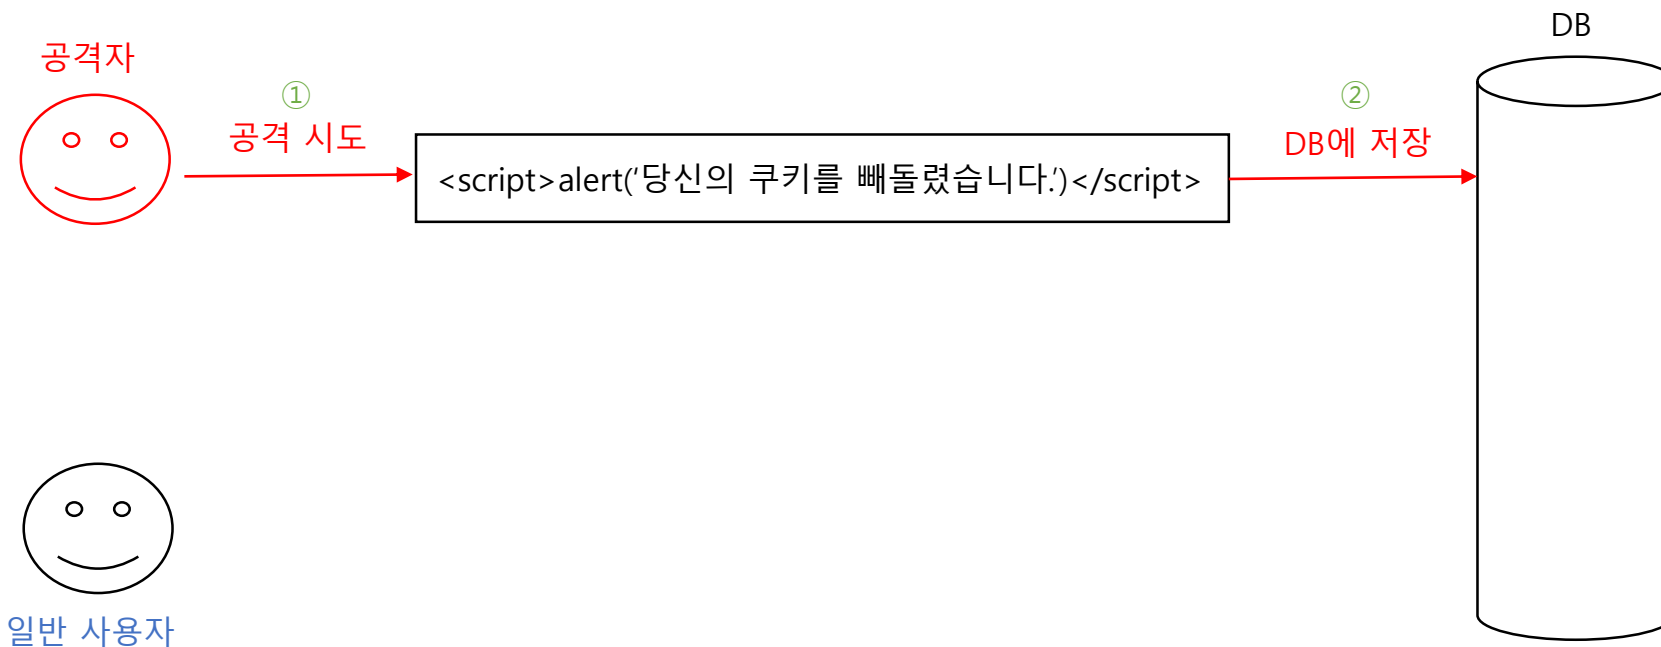 공격자
①
공격 시도
<script>alert(‘당신의 쿠키를 빼돌렸습니다.’)</script>
②
DB에 저장
DB
일반 사용자